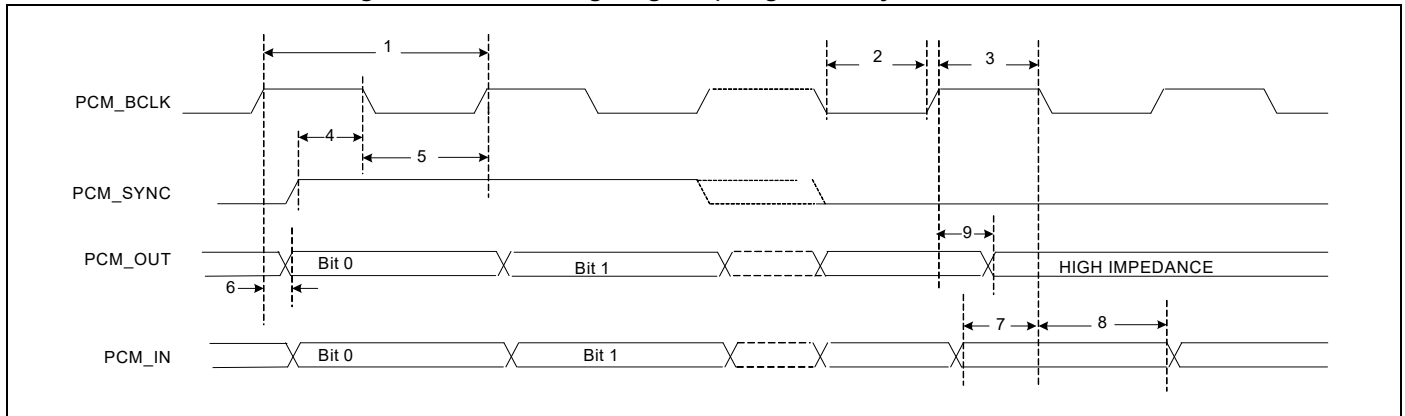 1
2
3
PCM_BCLK
4
5
PCM_SYNC
9
PCM_OUT
Bit 0
Bit 1
HIGH IMPEDANCE
6
7
8
PCM_IN
Bit 0
Bit 1